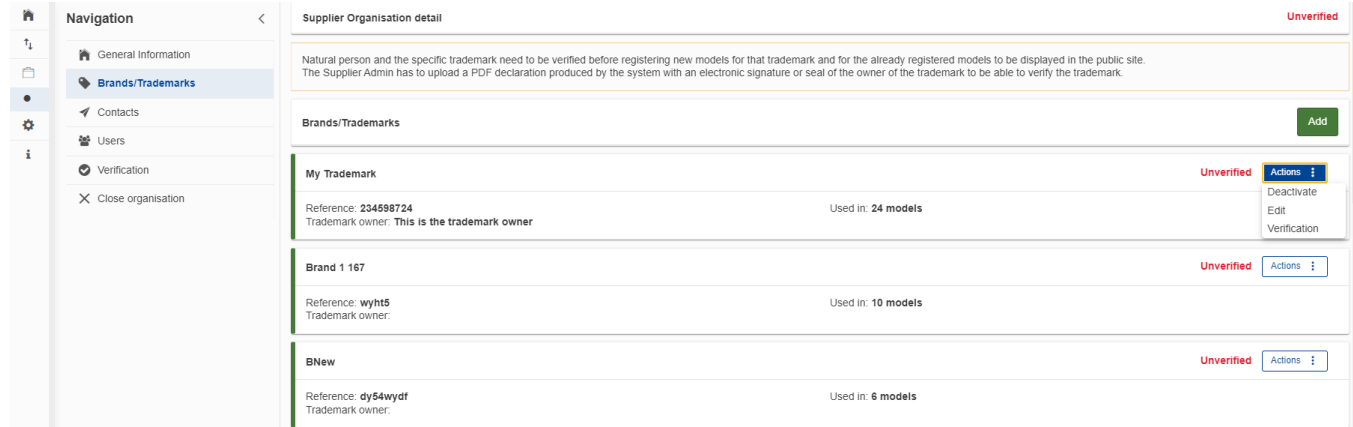 Navigation
General Information
Brands/Trademarks
Contacts
Users
Verification
Close organisation
Supplier Organisation detail
Unverified
Natural person and the specific trademark need to be verified before registering new models for that trademark and for the already registered models to be displayed in the public site.
The Supplier Admin has to upload a PDF declaration produced by the system with an electronic signature or seal of the owner of the trademark to be able to verify the trademark.
Brands/Trademarks
Add
My Trademark
Unverified
Actions
Deactivate
Edit
Verification
Reference: 234598724
Used in: 24 models
Trademark owner: This is the trademark owner
Brand 1 167
Unverified
Actions
Reference: wyht5
Used in: 10 models
Trademark owner:
BNew
Unverified
Actions
Reference: dy54wydf
Used in: 6 models
Trademark owner: